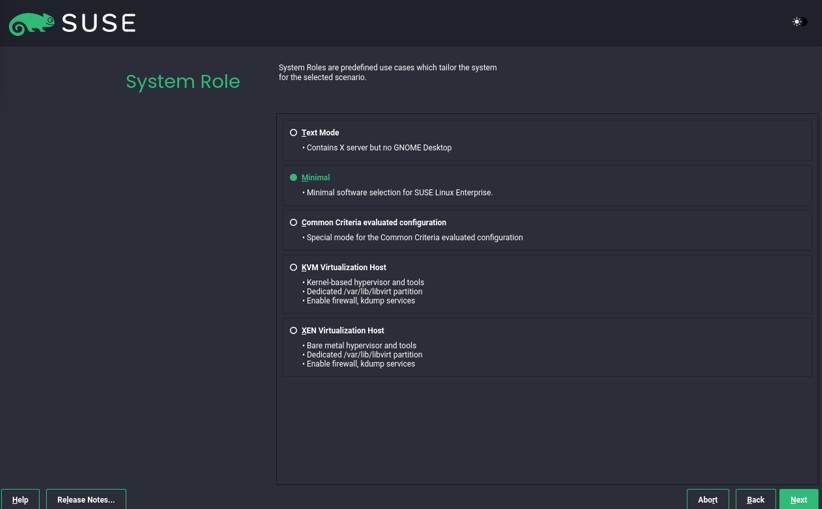 SUSE
System Role
System Roles are predefined use cases which tailor the system
for the selected scenario.
Text Mode
• Contains X server but no GNOME Desktop
Minimal
• Minimal software selection for SUSE Linux Enterprise.
Common Criteria evaluated configuration
• Special mode for the Common Criteria evaluated configuration
KVM Virtualization Host
• Kernel-based hypervisor and tools
• Dedicated /var/lib/libvirt partition
• Enable firewall, kdump services
XEN Virtualization Host
• Bare metal hypervisor and tools
• Dedicated /var/lib/libvirt partition
• Enable firewall, kdump services
Help
Release Notes...
Abort
Back
Next